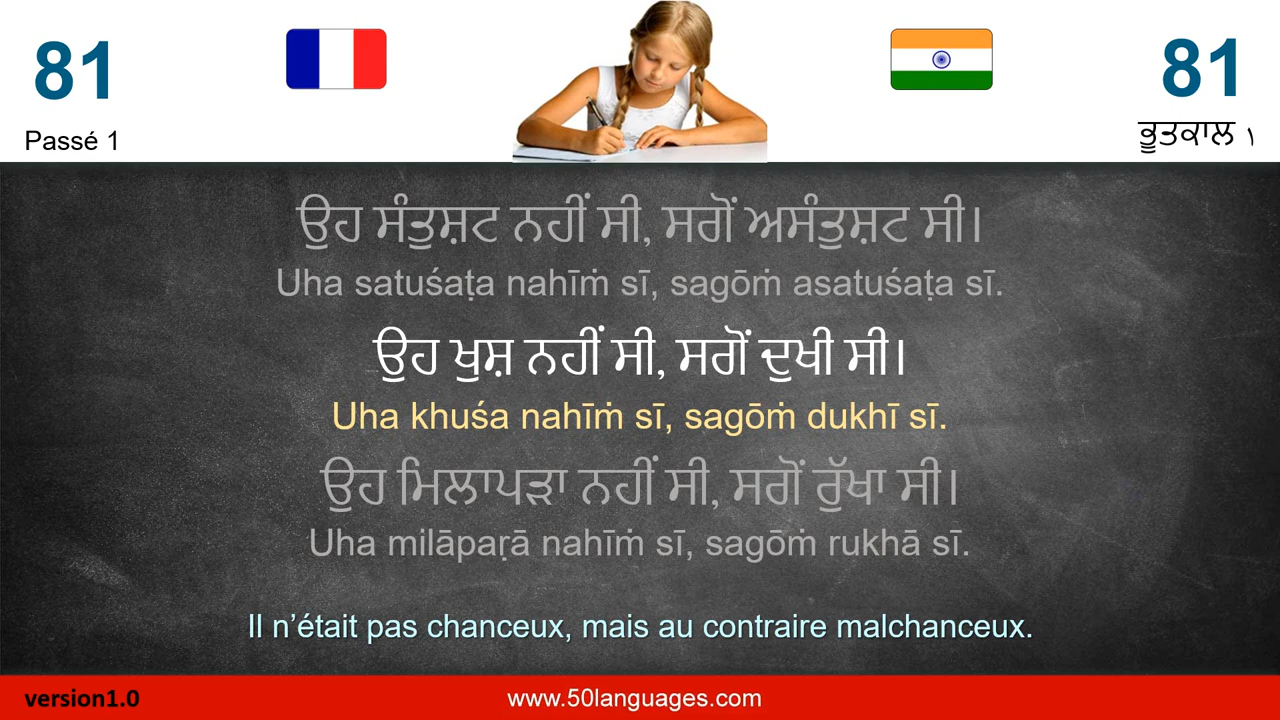 81
81
Passé 1
ਭੂਤਕਾਲ ۱
ਉਹ ਸੰਤੁਸ਼ਟ ਨਹੀਂ ਸੀ, ਸਗੋਂ ਅਸੰਤੁਸ਼ਟ ਸੀ।
Uha satuśaṭa nahīṁ sī, sagōṁ asatuśaṭa sī.
ਉਹ ਖੁਸ਼ ਨਹੀਂ ਸੀ, ਸਗੋਂ ਦੁਖੀ ਸੀ।
Uha khuśa nahīṁ sī, sagōṁ dukhī sī.
ਉਹ ਮਿਲਾਪੜਾ ਨਹੀਂ ਸੀ, ਸਗੋਂ ਰੁੱਖਾ ਸੀ।
Uha milāpaṛā nahīṁ sī, sagōṁ rukhā sī.
Il n’était pas chanceux, mais au contraire malchanceux.
version1.0
www.50languages.com